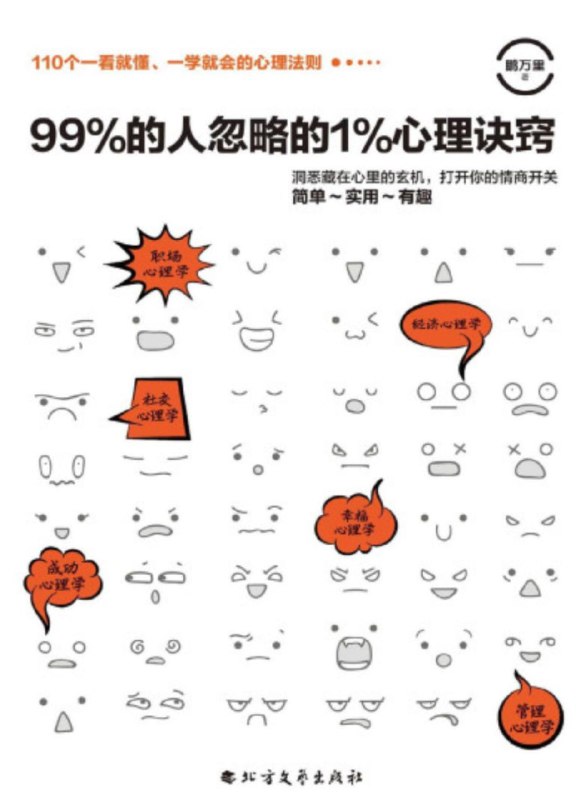 110个一看就懂、一学就会的心理法则
鹏万里
著
99%的人忽略的1%心理诀窍
洞悉藏在心里的玄机，打开你的情商开关
简单～实用～有趣
职场
心理学
经济心理学
社交
心理学
幸福
心理学
成功
心理学
管理
心理学
北方文艺出版社